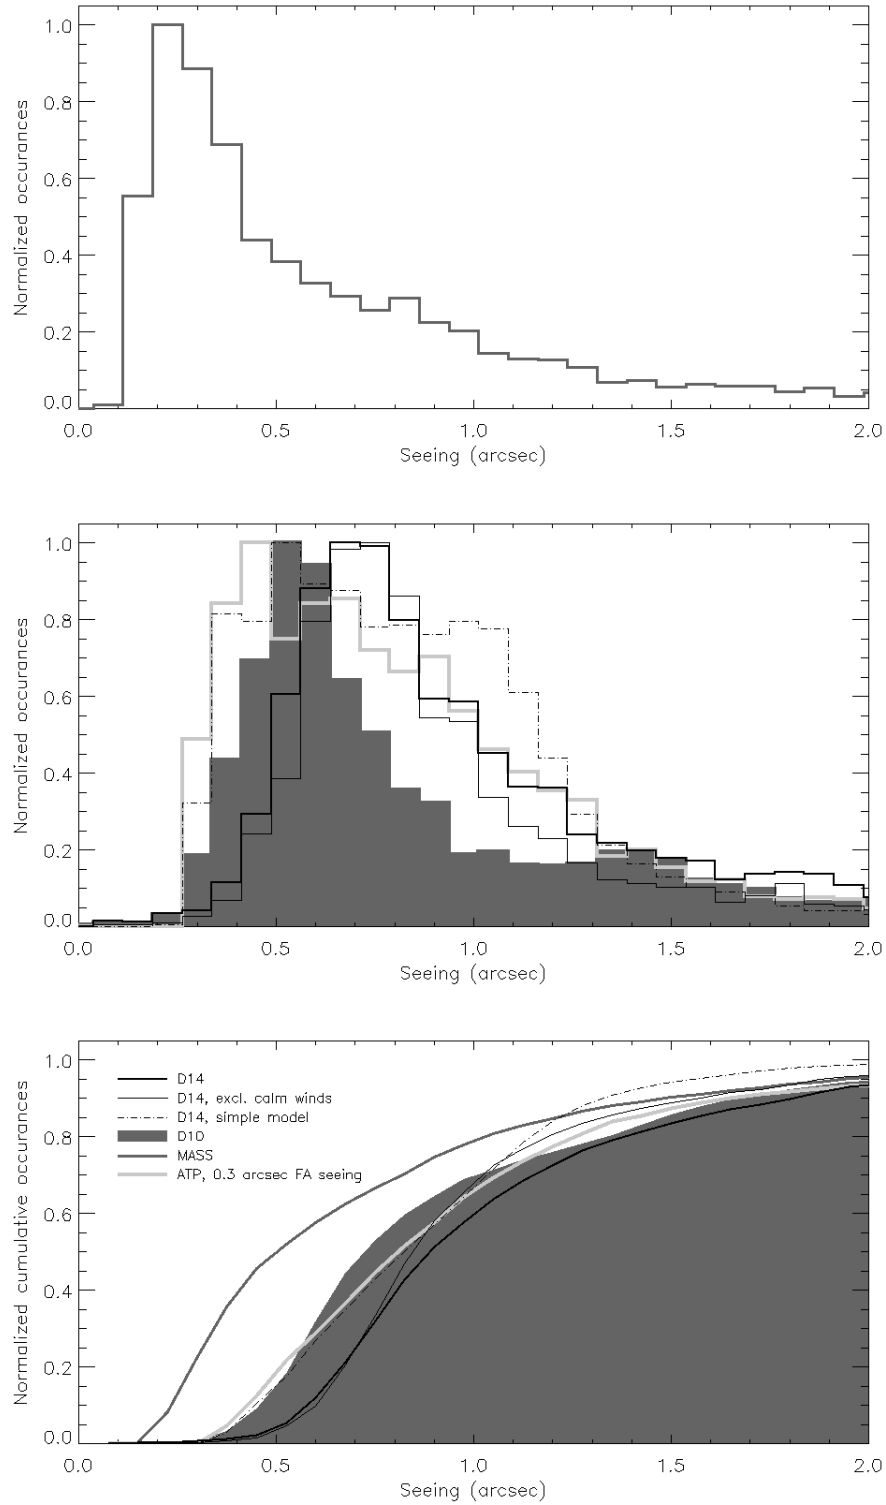 Normalized occurances
1.0
0.8
0.6
0.4
0.2
0.0
0.0 0.5 1.0 1.5 2.0
Seeing (arcsec)
Normalized occurances
1.0
0.8
0.6
0.4
0.2
0.0
0.0 0.5 1.0 1.5 2.0
Seeing (arcsec)
Normalized cumulative occurances
1.0
0.8
0.6
0.4
0.2
0.0
D14
D14, excl. calm winds
D14, simple model
D10
MASS
ATP, 0.3 arcsec FA seeing
0.0 0.5 1.0 1.5 2.0
Seeing (arcsec)